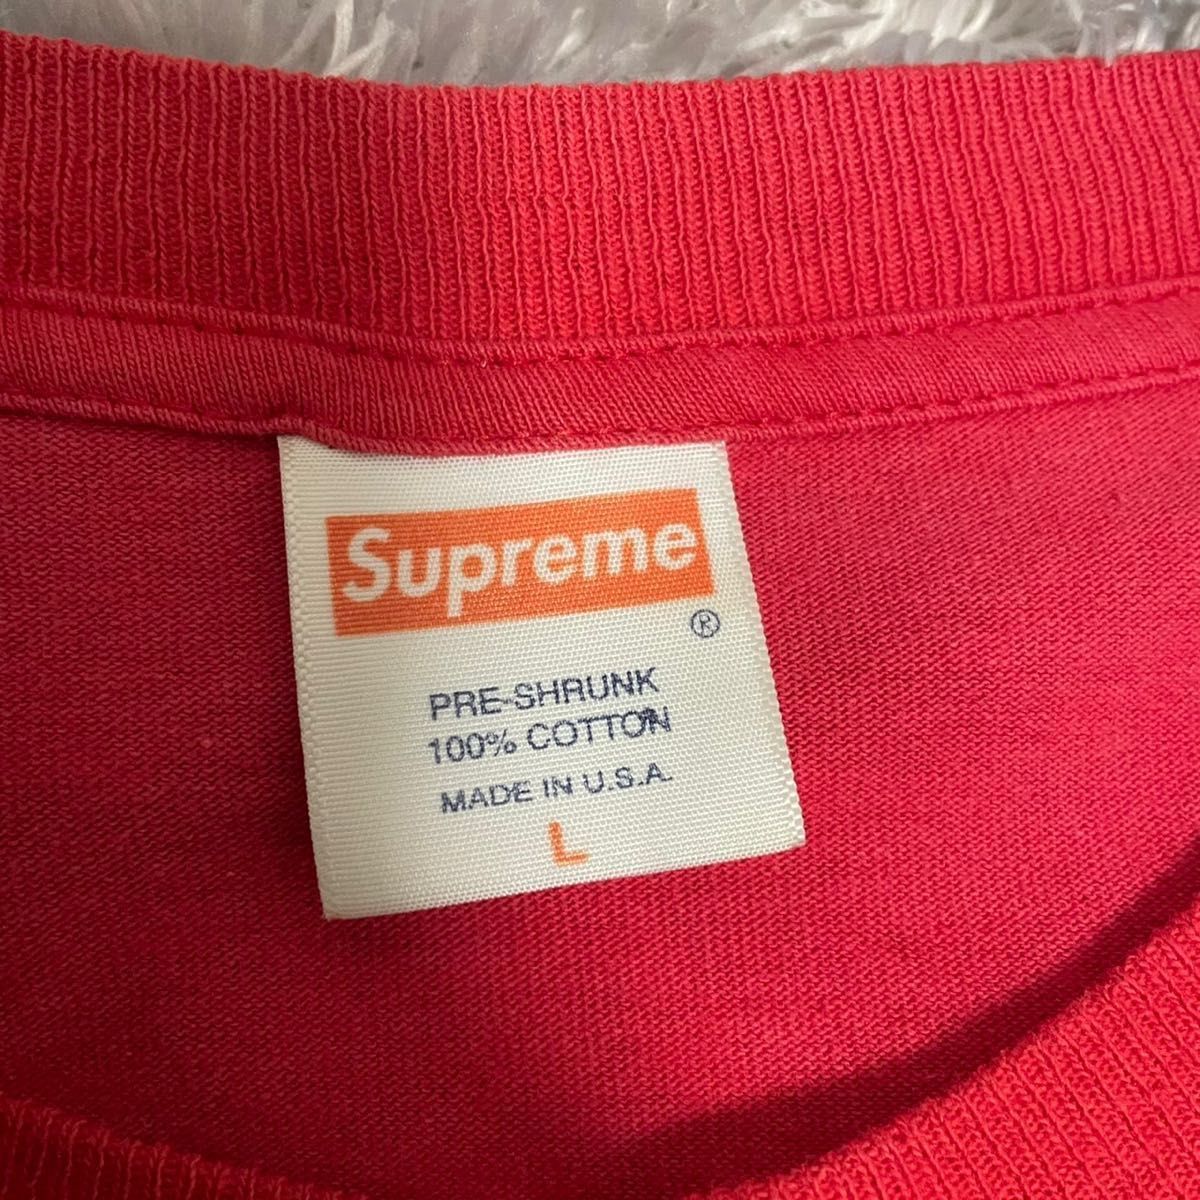 Supreme
®
PRE-SHRUNK
100% COTTON
MADE IN U.S.A.
L